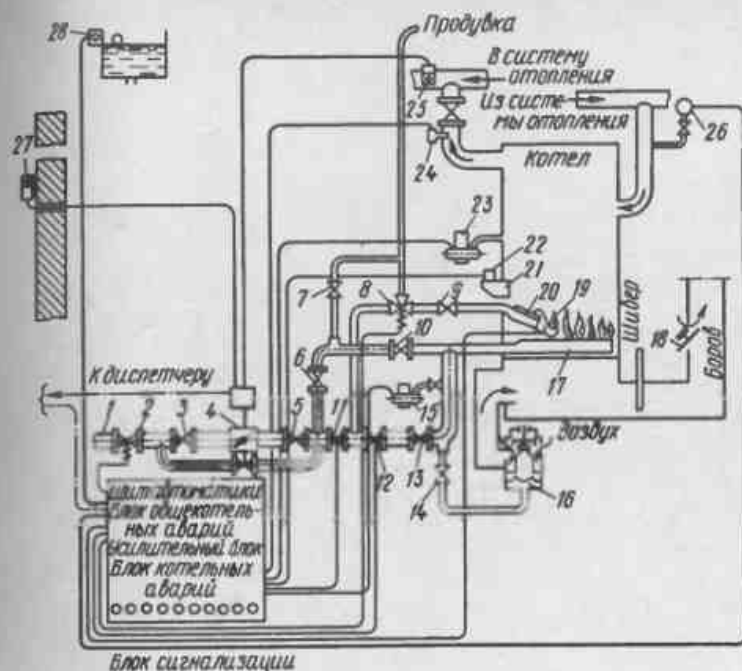 28
Продувка
В систему
отопления
25
Из систе-
мы отопления
26
27
24
Котел
23
22
21
7
8
9
20
19
10
Шибер
18
Боров
6
К диспетчеру
17
1
2
3
4
5
11
15
Воздух
12
13
14
16
Щит автоматики
Блок общекотель-
ных аварий
Усилительный блок
Блок котельных
аварий
Блок сигнализации